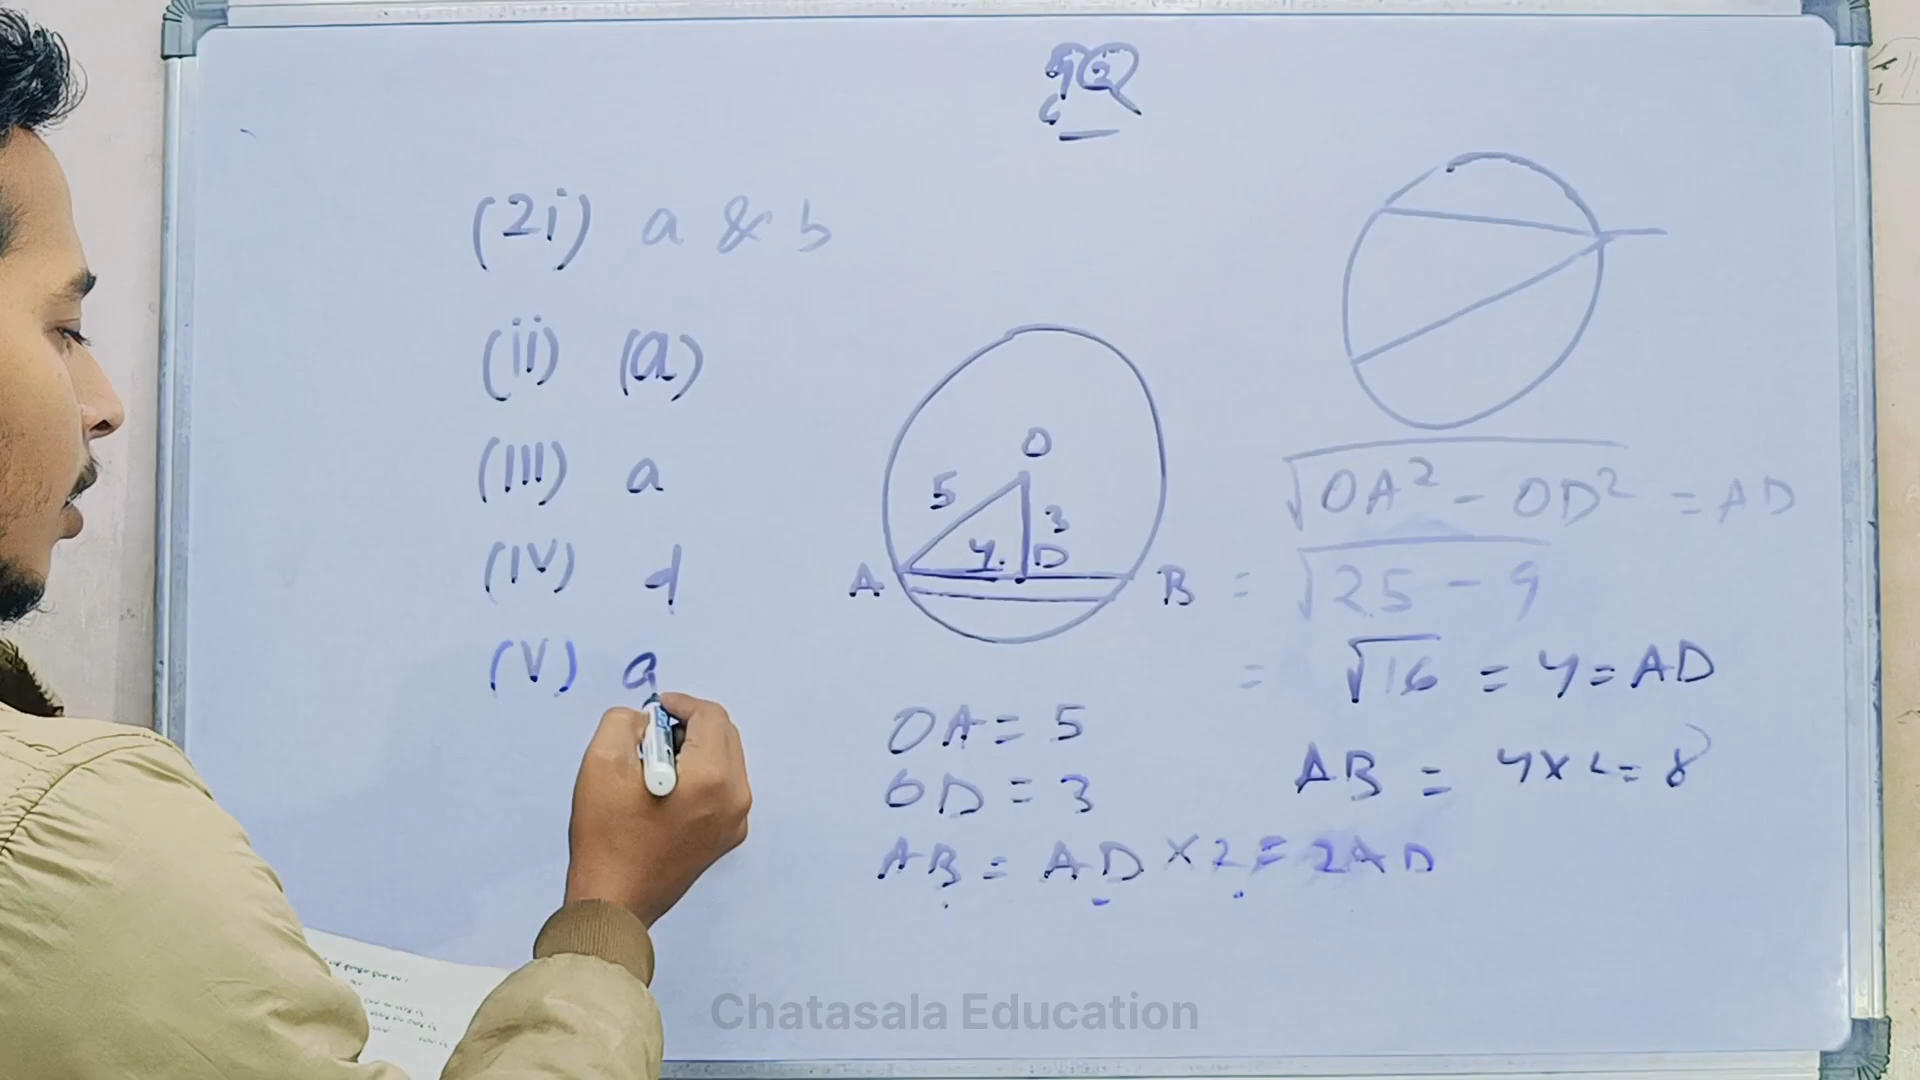 (2i) a & b
(ii) (a)
(III) a
(IV) d
(V) a
O
5
3
4.
D
A
B
OA = 5
OD = 3
AB = AD × 2 = 2AD
√OA² - OD² = AD
= √25 - 9
= √16 = 4 = AD
AB = 4 × 2 = 8
Chatasala Education